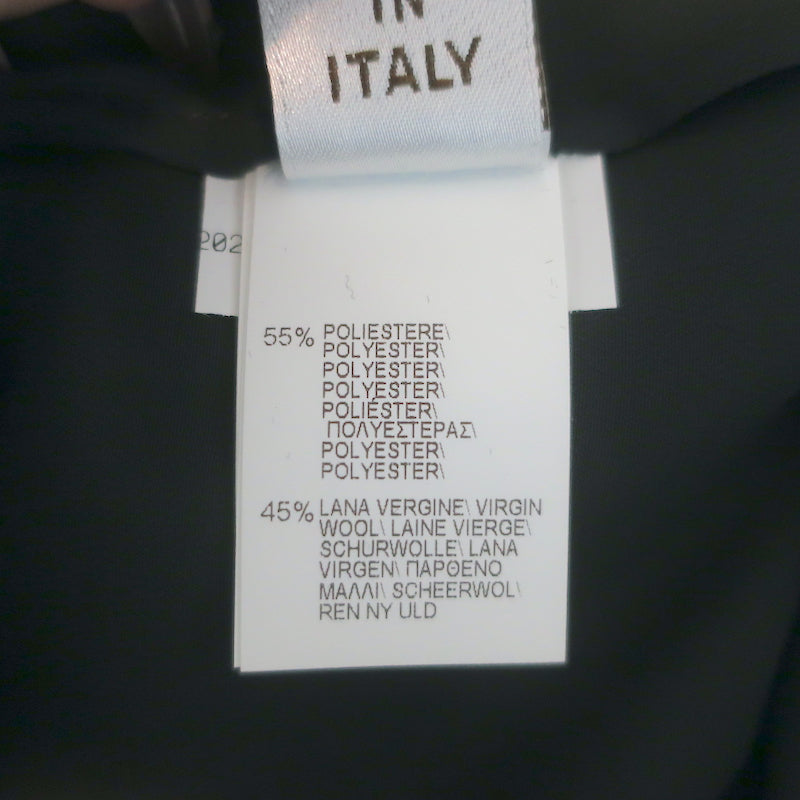 IN
ITALY
202
55% POLIESTERE\
POLYESTER\
POLYESTER\
POLYESTER\
POLIÉSTER\
ΠΟΛΥΕΣΤΕΡΑΣ\
POLYESTER\
POLYESTER\
45% LANA VERGINE\ VIRGIN
WOOL\ LAINE VIERGE\
SCHURWOLLE\ LANA
VIRGEN\ ΠΑΡΘΕΝΟ
ΜΑΛΛΙ\ SCHEERWOL\
REN NY ULD